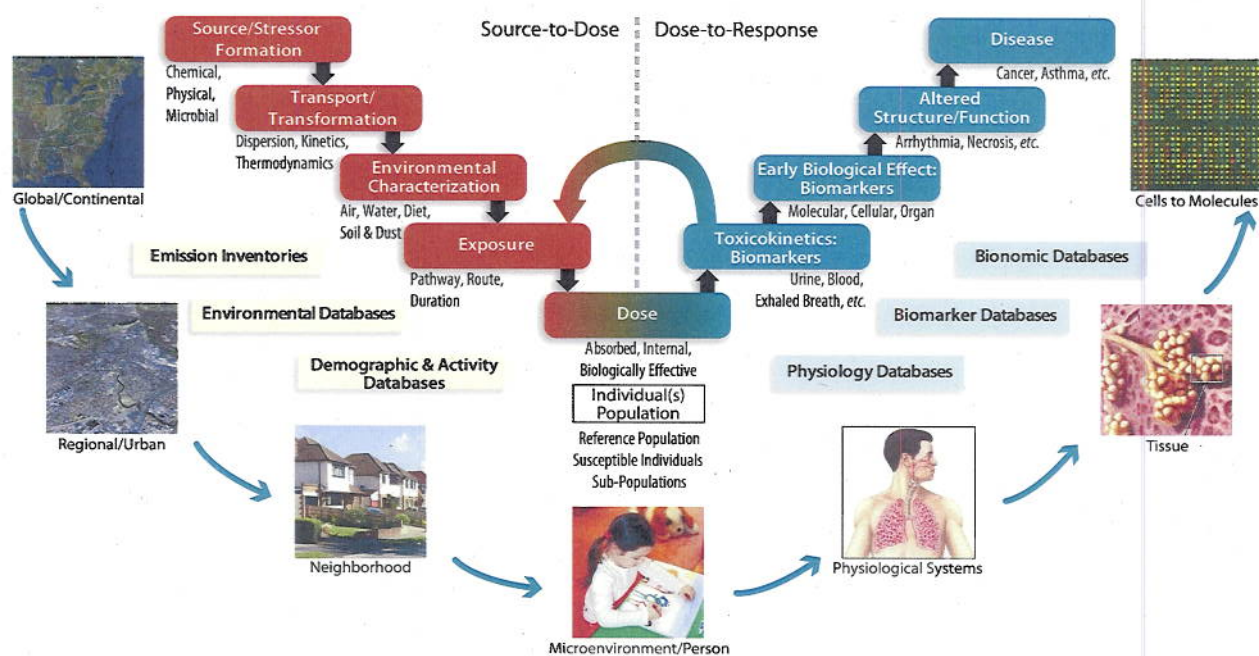 Source-to-Dose
Dose-to-Response
Source/Stressor
Formation
Chemical,
Physical,
Microbial
Transport/
Transformation
Dispersion, Kinetics,
Thermodynamics
Environmental
Characterization
Air, Water, Diet,
Soil & Dust
Exposure
Pathway, Route,
Duration
Dose
Absorbed, Internal,
Biologically Effective
Individual(s)
Population
Reference Population
Susceptible Individuals
Sub-Populations
Toxicokinetics:
Biomarkers
Urine, Blood,
Exhaled Breath, etc.
Early Biological Effect:
Biomarkers
Molecular, Cellular, Organ
Altered
Structure/Function
Arrhythmia, Necrosis, etc.
Disease
Cancer, Asthma, etc.
Emission Inventories
Environmental Databases
Demographic & Activity
Databases
Bionomic Databases
Biomarker Databases
Physiology Databases
Global/Continental
Regional/Urban
Neighborhood
Microenvironment/Person
Physiological Systems
Tissue
Cells to Molecules